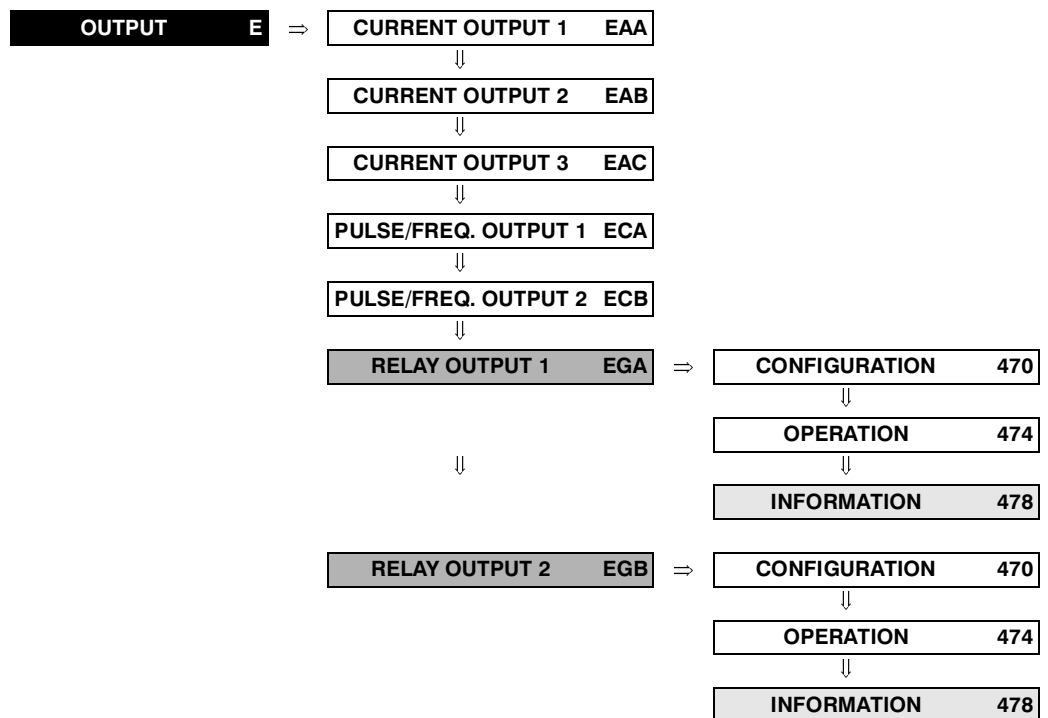 OUTPUT E ⇒ CURRENT OUTPUT 1 EAA
⇓
CURRENT OUTPUT 2 EAB
⇓
CURRENT OUTPUT 3 EAC
⇓
PULSE/FREQ. OUTPUT 1 ECA
⇓
PULSE/FREQ. OUTPUT 2 ECB
⇓
RELAY OUTPUT 1 EGA ⇒ CONFIGURATION 470
⇓
OPERATION 474
⇓ ⇓
INFORMATION 478
RELAY OUTPUT 2 EGB ⇒ CONFIGURATION 470
⇓
OPERATION 474
⇓
INFORMATION 478